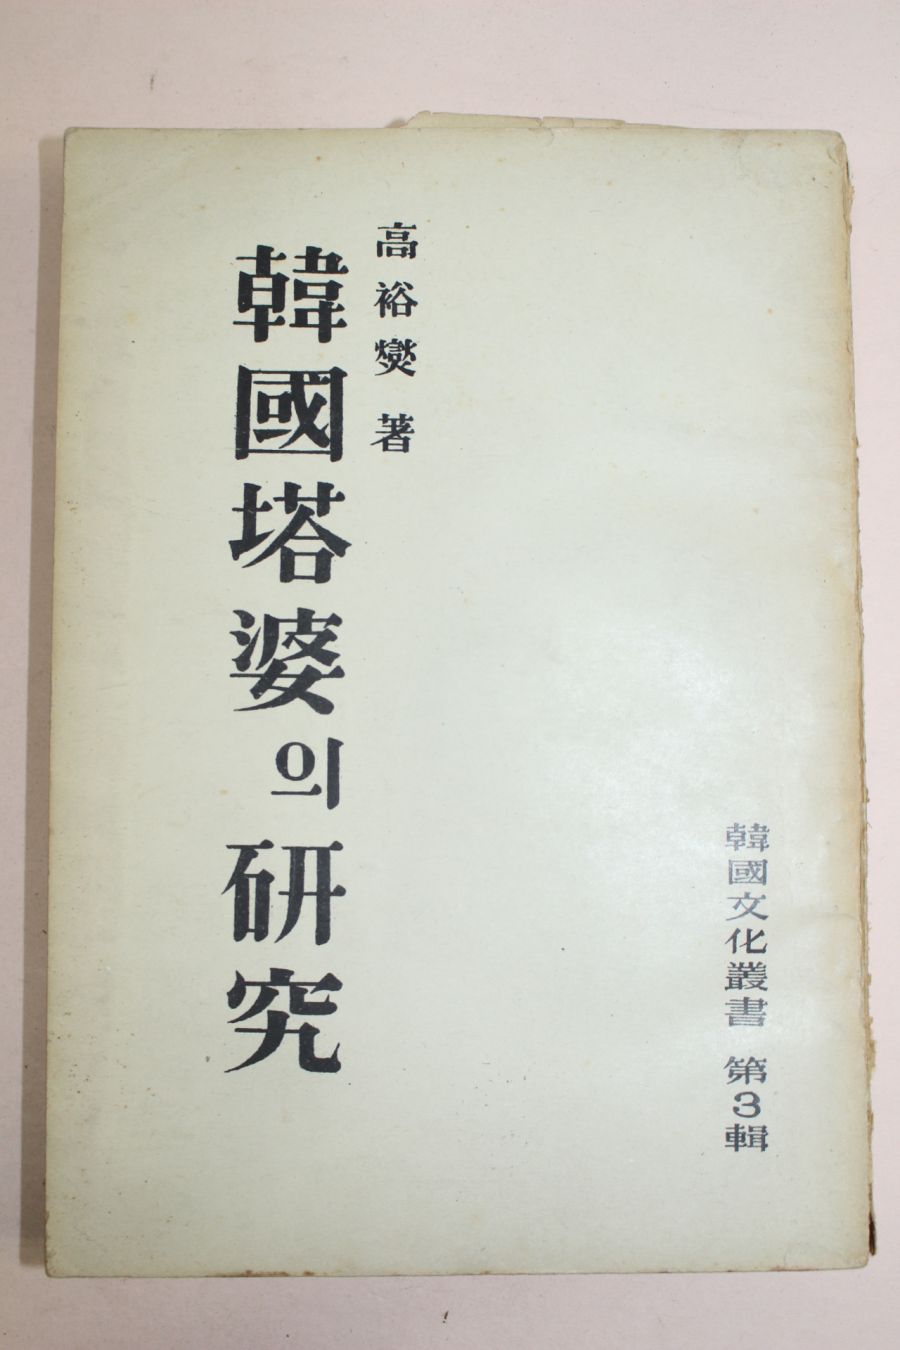 韓國文化叢書 第3輯
高裕燮 著
韓國塔婆의 研究